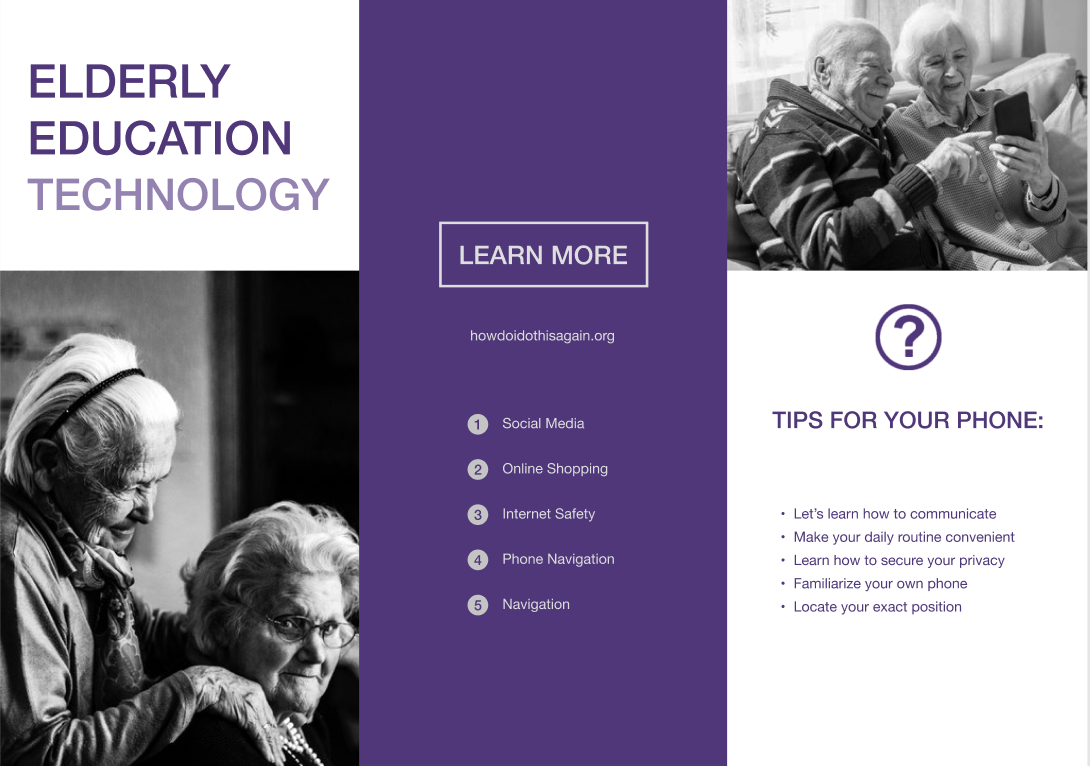 ELDERLY
EDUCATION
TECHNOLOGY
LEARN MORE
howdoidothisagain.org
1 Social Media
2 Online Shopping
3 Internet Safety
4 Phone Navigation
5 Navigation
?
TIPS FOR YOUR PHONE:
• Let’s learn how to communicate
• Make your daily routine convenient
• Learn how to secure your privacy
• Familiarize your own phone
• Locate your exact position